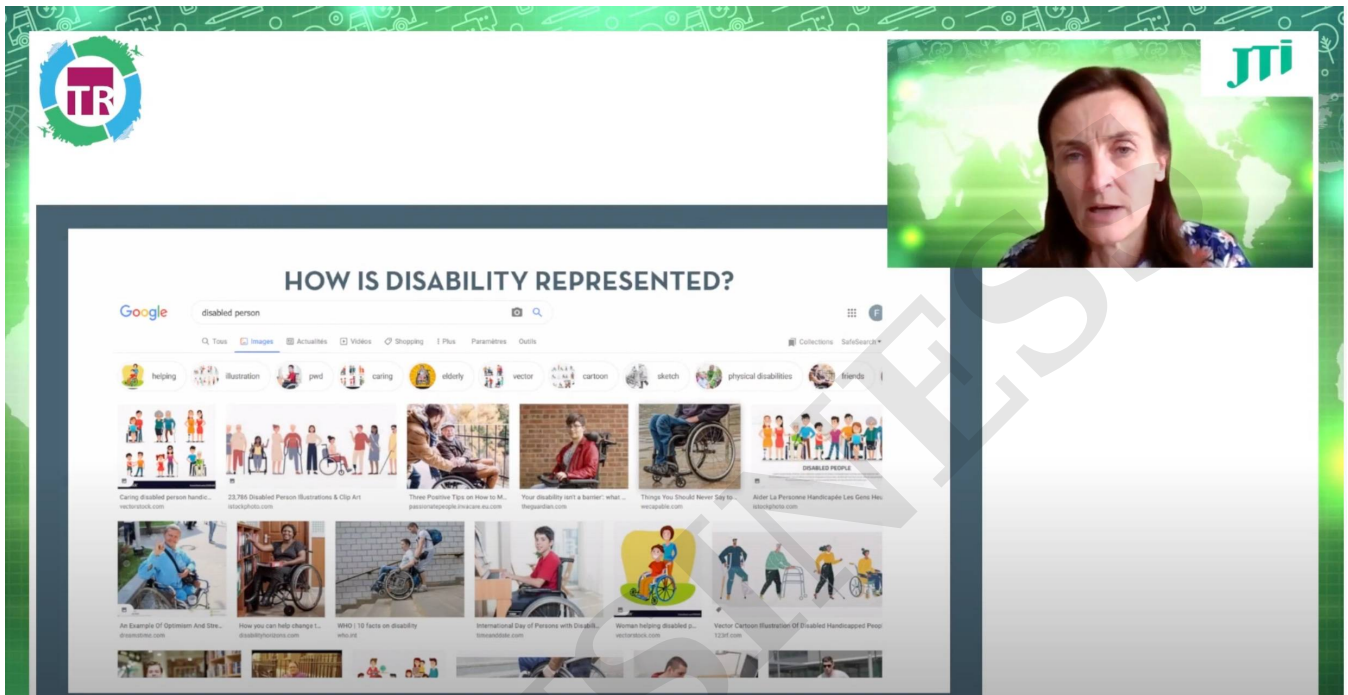 TR
JTi
HOW IS DISABILITY REPRESENTED?
Google
disabled person
F
Tous Images Actualités Vidéos Shopping Plus Paramètres Outils
Collections SafeSearch
helping illustration pwd caring elderly vector cartoon sketch physical disabilities friends
DISABLED PEOPLE
Caring disabled person handic... 23,786 Disabled Person Illustrations & Clip Art Three Positive Tips on How to M... Your disability isn't a barrier: what ... Things You Should Never Say to Aider La Personne Handicapée Les Gens Heu
vectorstock.com istockphoto.com passionatepeople.invacare.eu.com theguardian.com wecapable.com istockphoto.com
An Example Of Optimism And Stre... How you can help change t... WHO | 10 facts on disability International Day of Persons with Disabili... Woman helping disabled p... Vector Cartoon Illustration Of Disabled Handicapped Peop
dreamstime.com disabilityhorizons.com who.int timeanddate.com vectorstock.com 123rf.com
SINESS